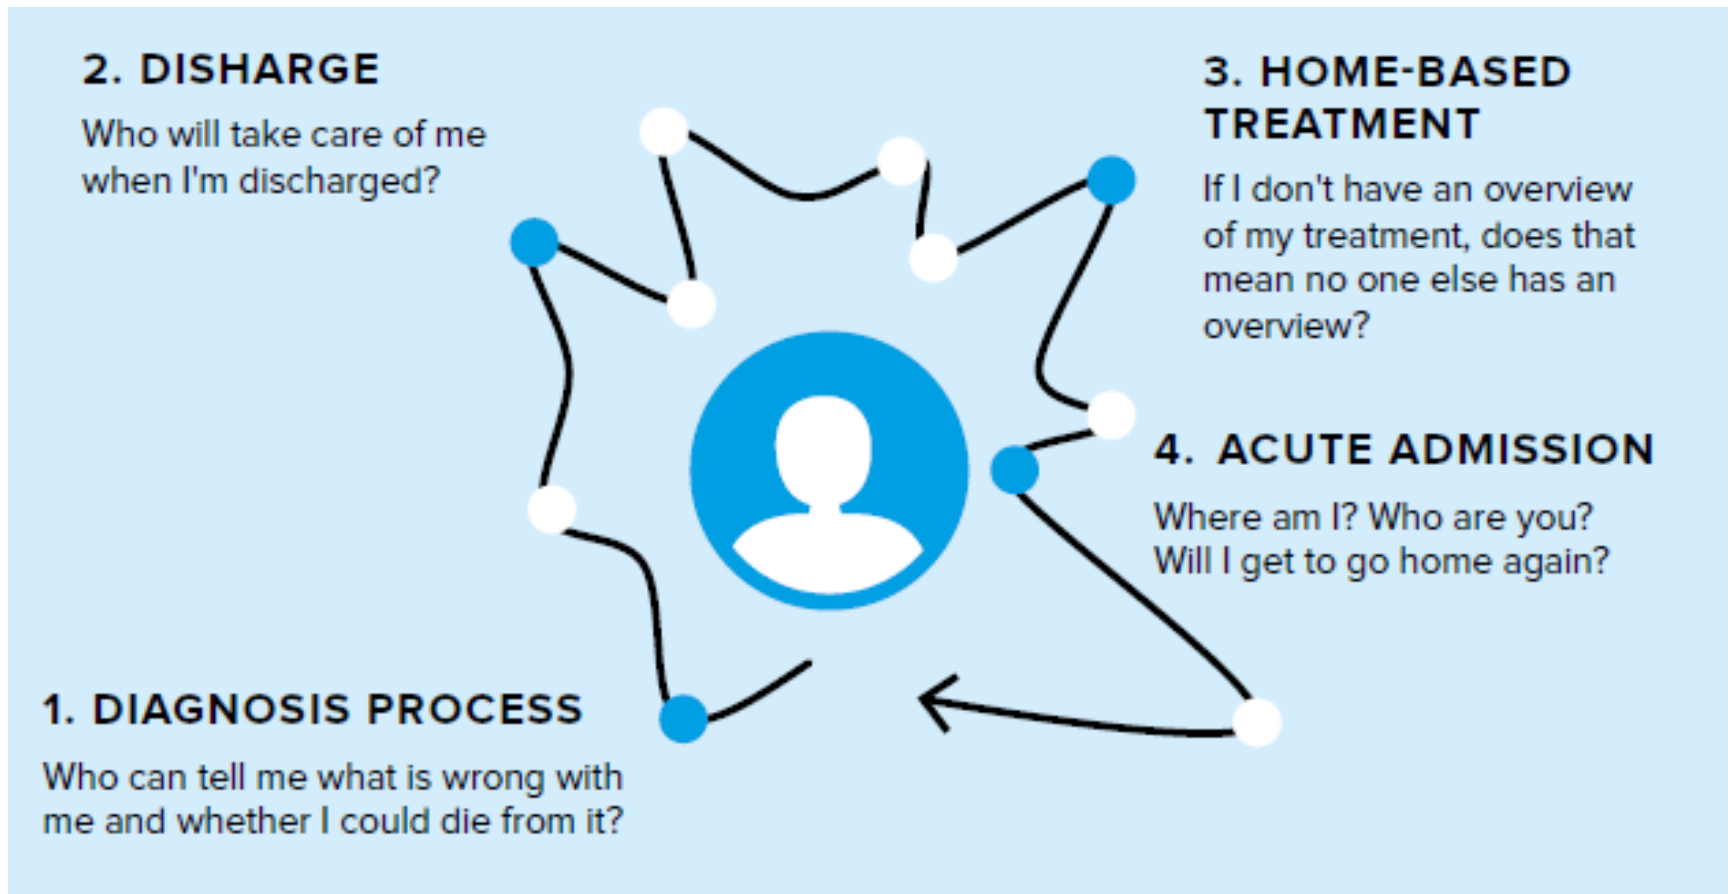 2. DISHARGE
Who will take care of me
when I'm discharged?
3. HOME-BASED
TREATMENT
If I don't have an overview
of my treatment, does that
mean no one else has an
overview?
4. ACUTE ADMISSION
Where am I? Who are you?
Will I get to go home again?
1. DIAGNOSIS PROCESS
Who can tell me what is wrong with
me and whether I could die from it?